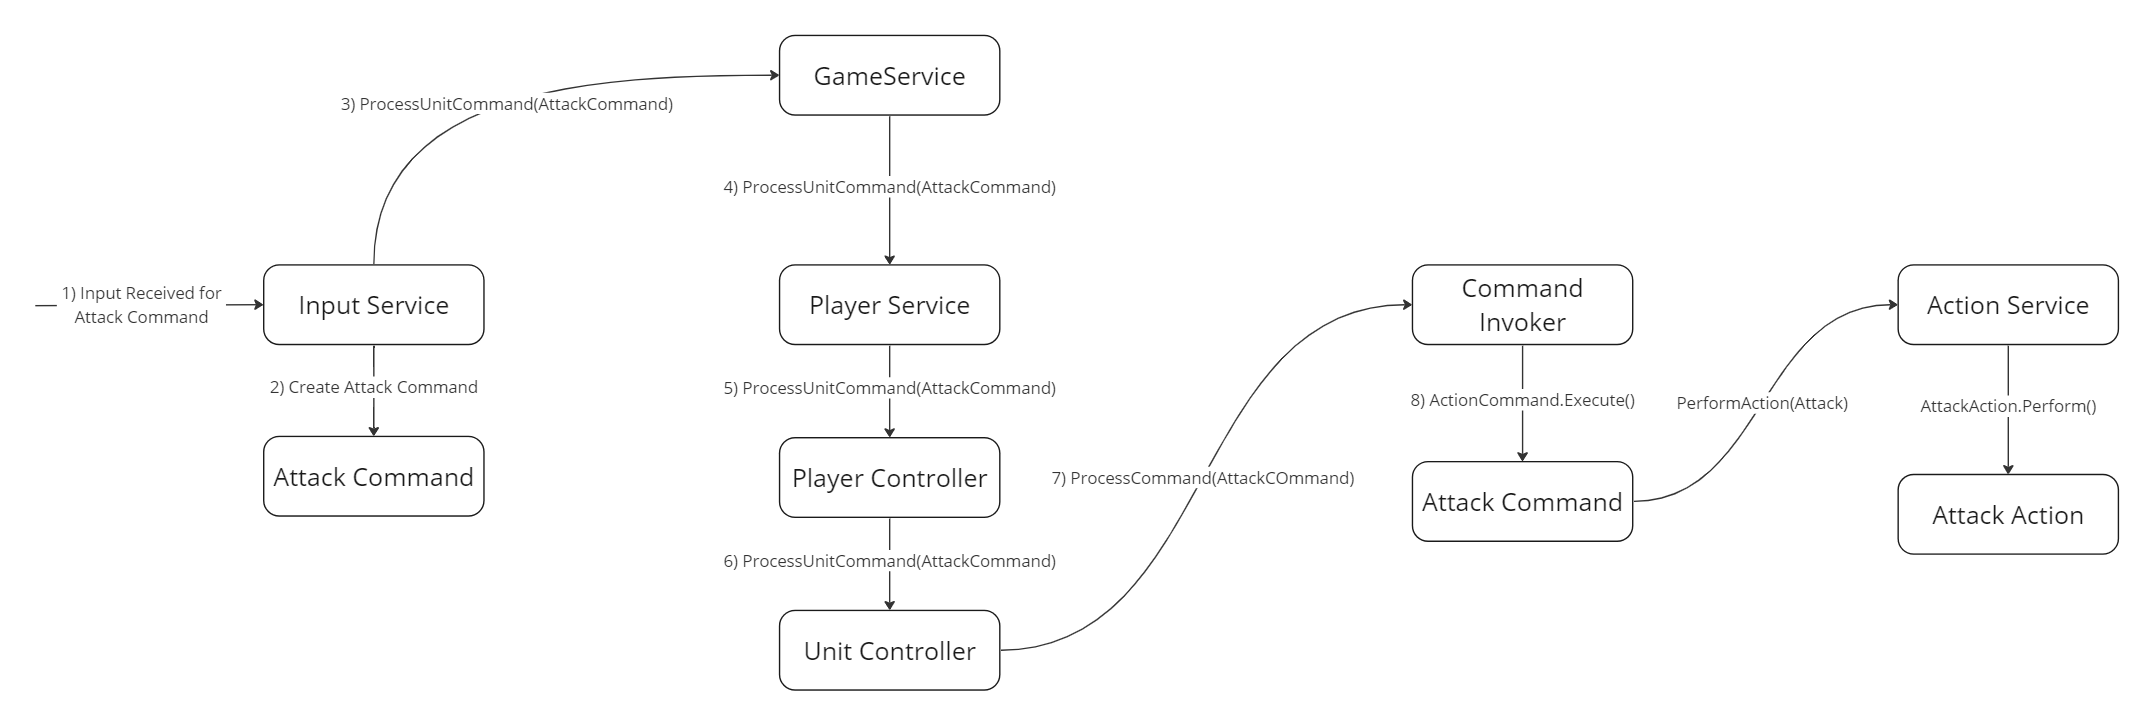 1) Input Received for
Attack Command
Input Service
2) Create Attack Command
Attack Command
3) ProcessUnitCommand(AttackCommand)
GameService
4) ProcessUnitCommand(AttackCommand)
Player Service
5) ProcessUnitCommand(AttackCommand)
Player Controller
6) ProcessUnitCommand(AttackCommand)
Unit Controller
7) ProcessCommand(AttackCOmmand)
Command
Invoker
8) ActionCommand.Execute()
Attack Command
PerformAction(Attack)
Action Service
AttackAction.Perform()
Attack Action